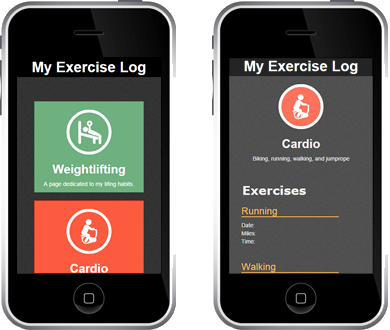 My Exercise Log
Weightlifting
A page dedicated to my lifting habits
Cardio
My Exercise Log
Cardio
Biking, running, walking, and jumprope
Exercises
Running
Date:
Miles:
Time:
Walking